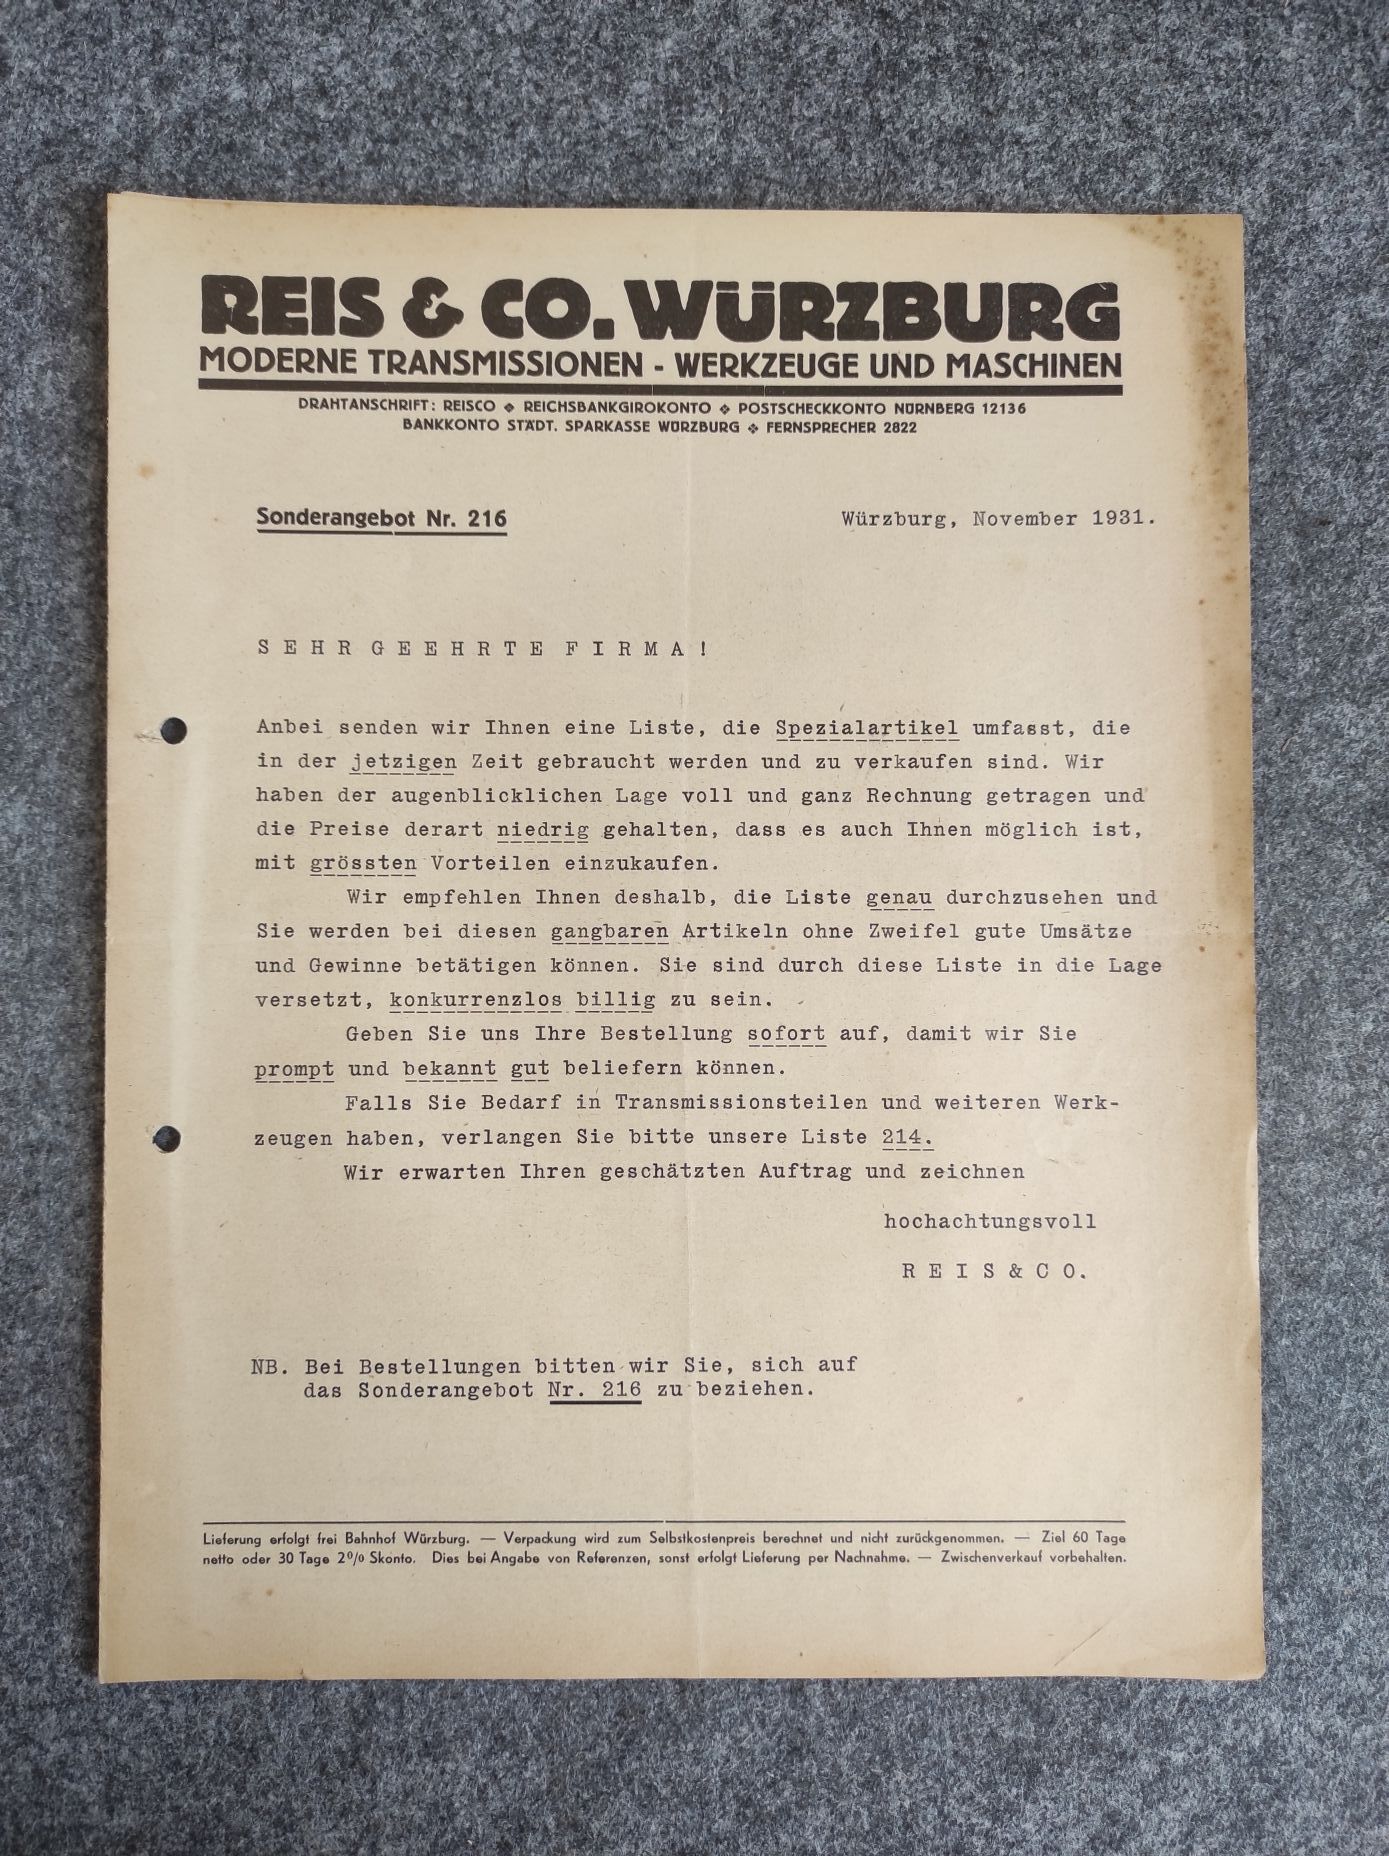 REIS & CO. WÜRZBURG
MODERNE TRANSMISSIONEN - WERKZEUGE UND MASCHINEN
DRAHTANSCHRIFT: REISCO ❖ REICHSBANKGIROKONTO ❖ POSTSCHECKKONTO NÜRNBERG 12136
BANKKONTO STÄDT. SPARKASSE WÜRZBURG ❖ FERNSPRECHER 2822
Sonderangebot Nr. 216
Würzburg, November 1931.
SEHR GEEHRTE FIRMA!
Anbei senden wir Ihnen eine Liste, die Spezialartikel umfasst, die
in der jetzigen Zeit gebraucht werden und zu verkaufen sind. Wir
haben der augenblicklichen Lage voll und ganz Rechnung getragen und
die Preise derart niedrig gehalten, dass es auch Ihnen möglich ist,
mit grössten Vorteilen einzukaufen.
Wir empfehlen Ihnen deshalb, die Liste genau durchzusehen und
Sie werden bei diesen gangbaren Artikeln ohne Zweifel gute Umsätze
und Gewinne betätigen können. Sie sind durch diese Liste in die Lage
versetzt, konkurrenzlos billig zu sein.
Geben Sie uns Ihre Bestellung sofort auf, damit wir Sie
prompt und bekannt gut beliefern können.
Falls Sie Bedarf in Transmissionsteilen und weiteren Werk-
zeugen haben, verlangen Sie bitte unsere Liste 214.
Wir erwarten Ihren geschätzten Auftrag und zeichnen
hochachtungsvoll
REIS & CO.
NB. Bei Bestellungen bitten wir Sie, sich auf
das Sonderangebot Nr. 216 zu beziehen.
Lieferung erfolgt frei Bahnhof Würzburg. — Verpackung wird zum Selbstkostenpreis berechnet und nicht zurückgenommen. — Ziel 60 Tage
netto oder 30 Tage 2% Skonto. Dies bei Angabe von Referenzen, sonst erfolgt Lieferung per Nachnahme. — Zwischenverkauf vorbehalten.